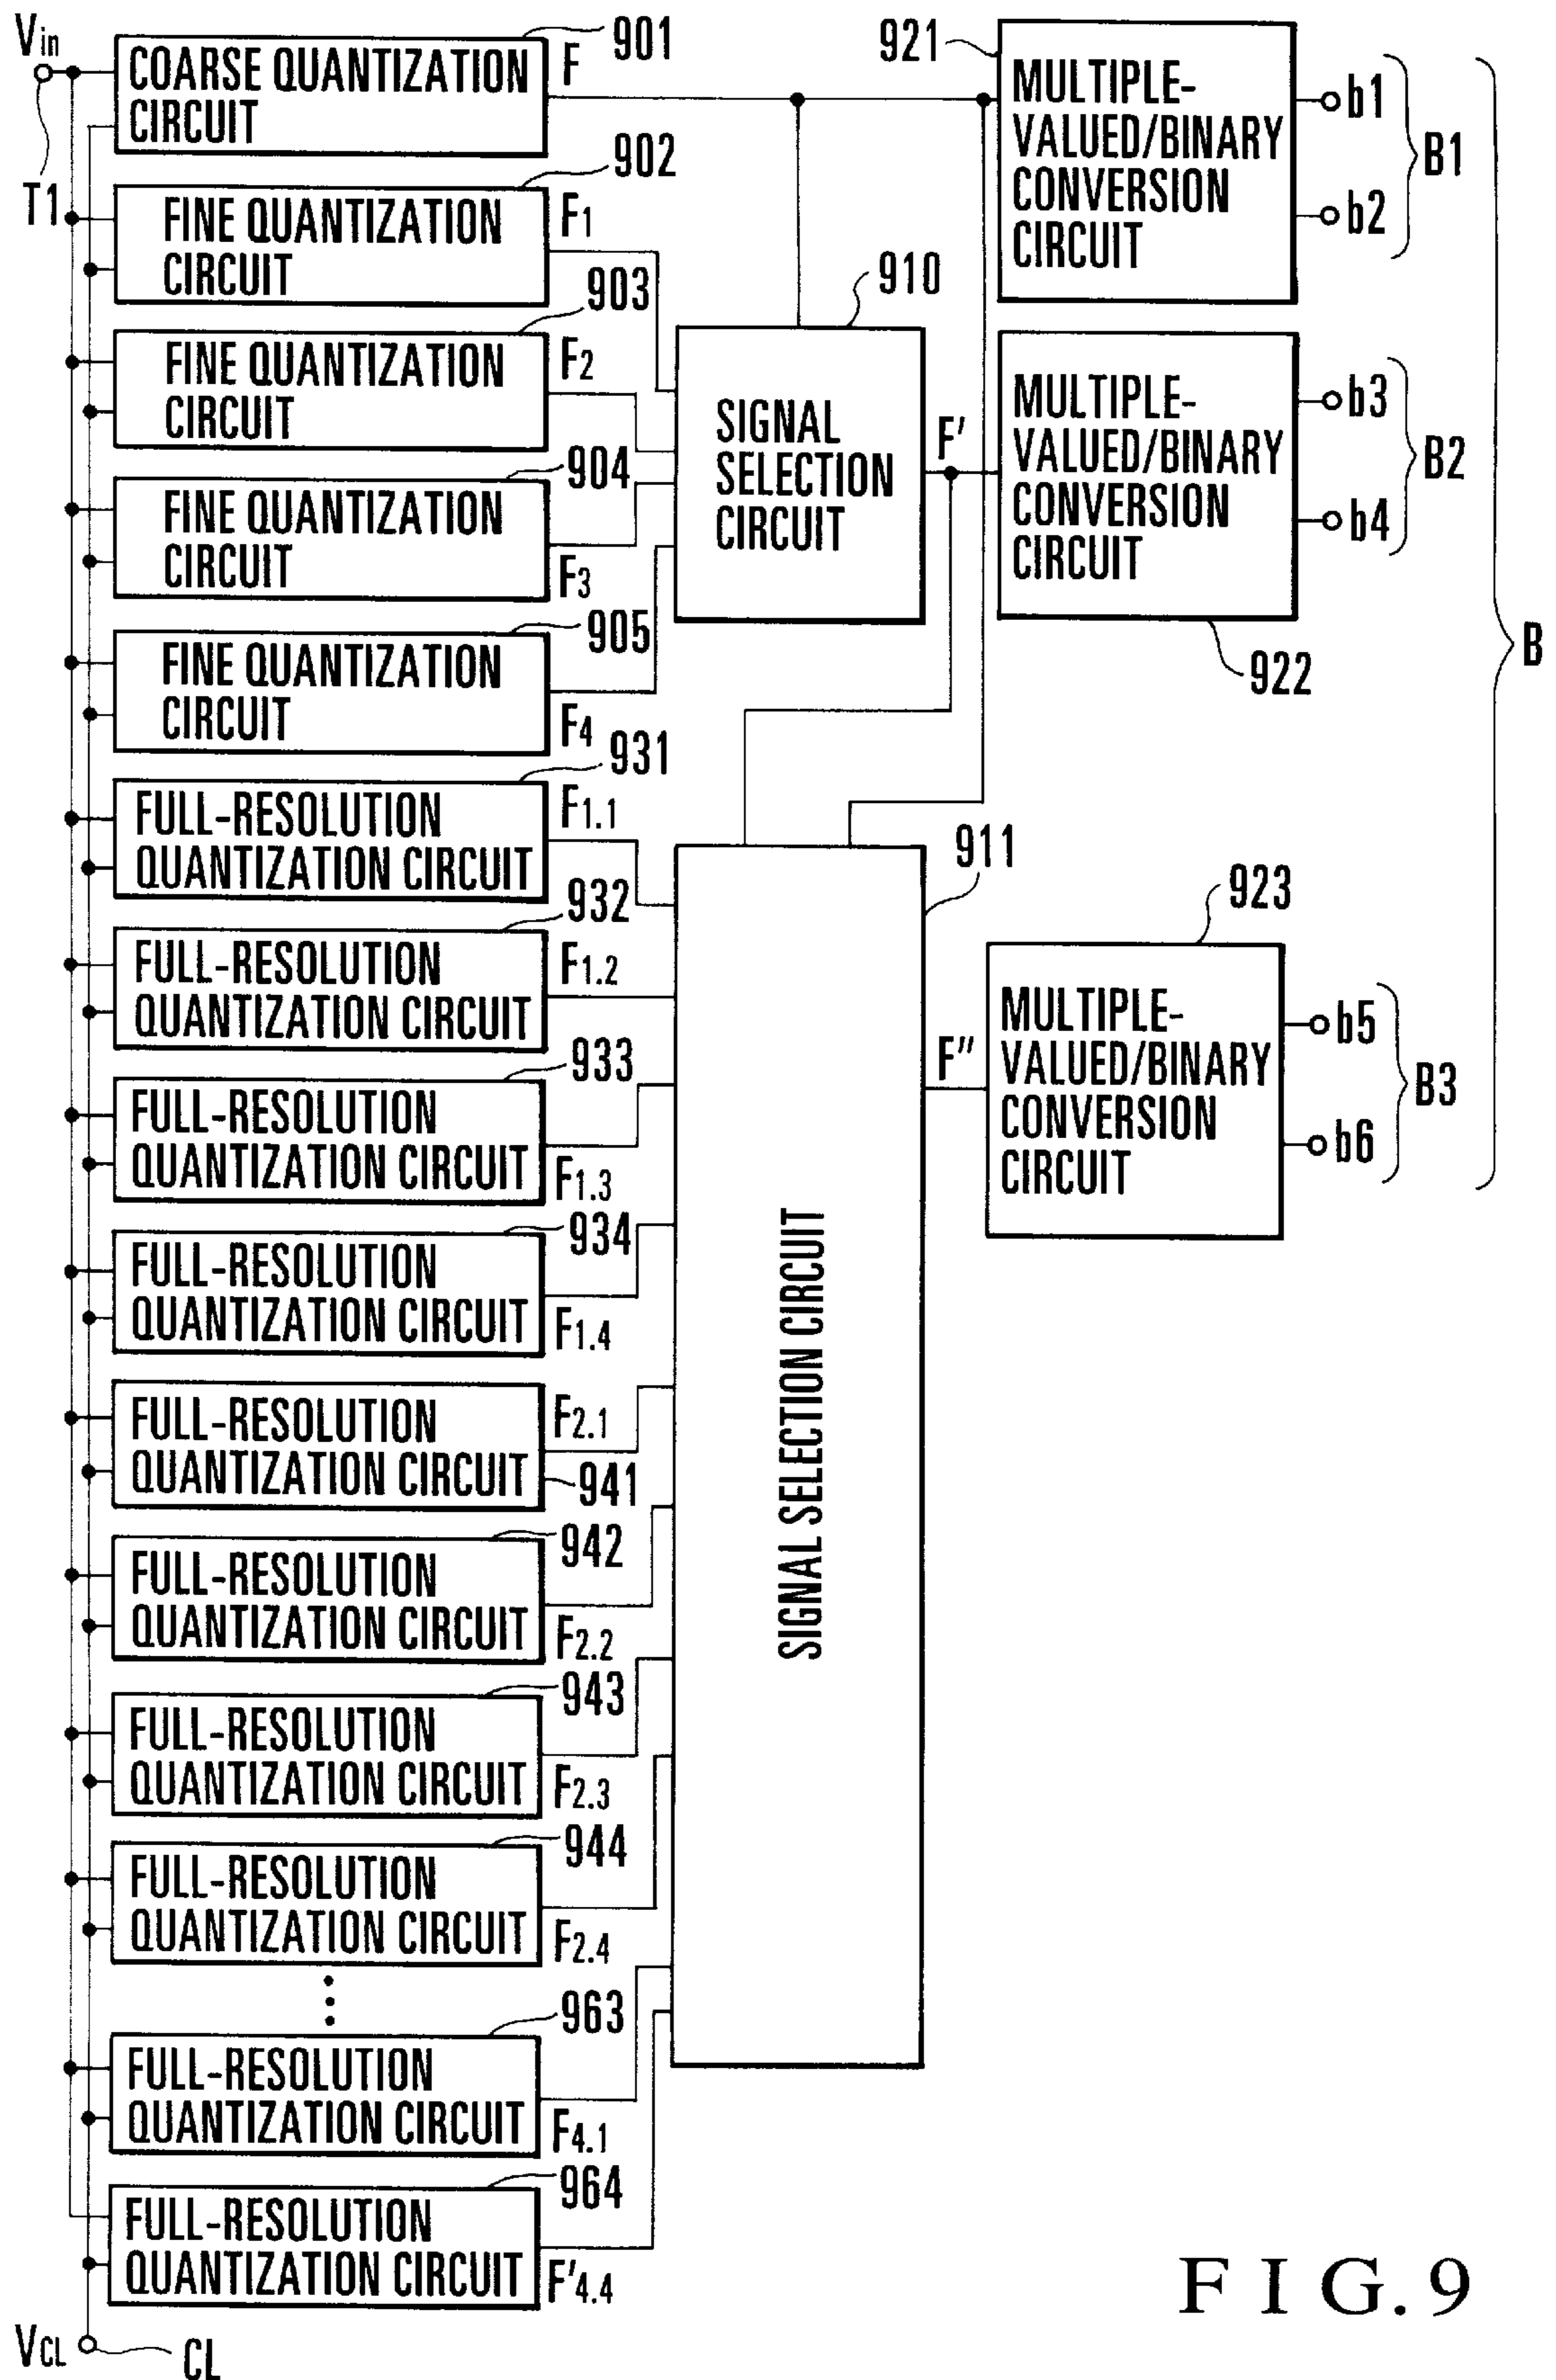 Vin
T1
COARSE QUANTIZATION
CIRCUIT
901
F
FINE QUANTIZATION
CIRCUIT
902
F1
FINE QUANTIZATION
CIRCUIT
903
F2
FINE QUANTIZATION
CIRCUIT
904
F3
FINE QUANTIZATION
CIRCUIT
905
F4
FULL-RESOLUTION
QUANTIZATION CIRCUIT
931
F1.1
FULL-RESOLUTION
QUANTIZATION CIRCUIT
932
F1.2
FULL-RESOLUTION
QUANTIZATION CIRCUIT
933
F1.3
FULL-RESOLUTION
QUANTIZATION CIRCUIT
934
F1.4
FULL-RESOLUTION
QUANTIZATION CIRCUIT
F2.1
941
FULL-RESOLUTION
QUANTIZATION CIRCUIT
942
F2.2
FULL-RESOLUTION
QUANTIZATION CIRCUIT
943
F2.3
FULL-RESOLUTION
QUANTIZATION CIRCUIT
944
F2.4
FULL-RESOLUTION
QUANTIZATION CIRCUIT
963
F4.1
FULL-RESOLUTION
QUANTIZATION CIRCUIT
964
F'4.4
VCL
CL
SIGNAL
SELECTION
CIRCUIT
910
F'
SIGNAL SELECTION CIRCUIT
911
F"
921
MULTIPLE-
VALUED/BINARY
CONVERSION
CIRCUIT
b1
b2
B1
MULTIPLE-
VALUED/BINARY
CONVERSION
CIRCUIT
922
b3
b4
B2
923
MULTIPLE-
VALUED/BINARY
CONVERSION
CIRCUIT
b5
b6
B3
B
FIG.9